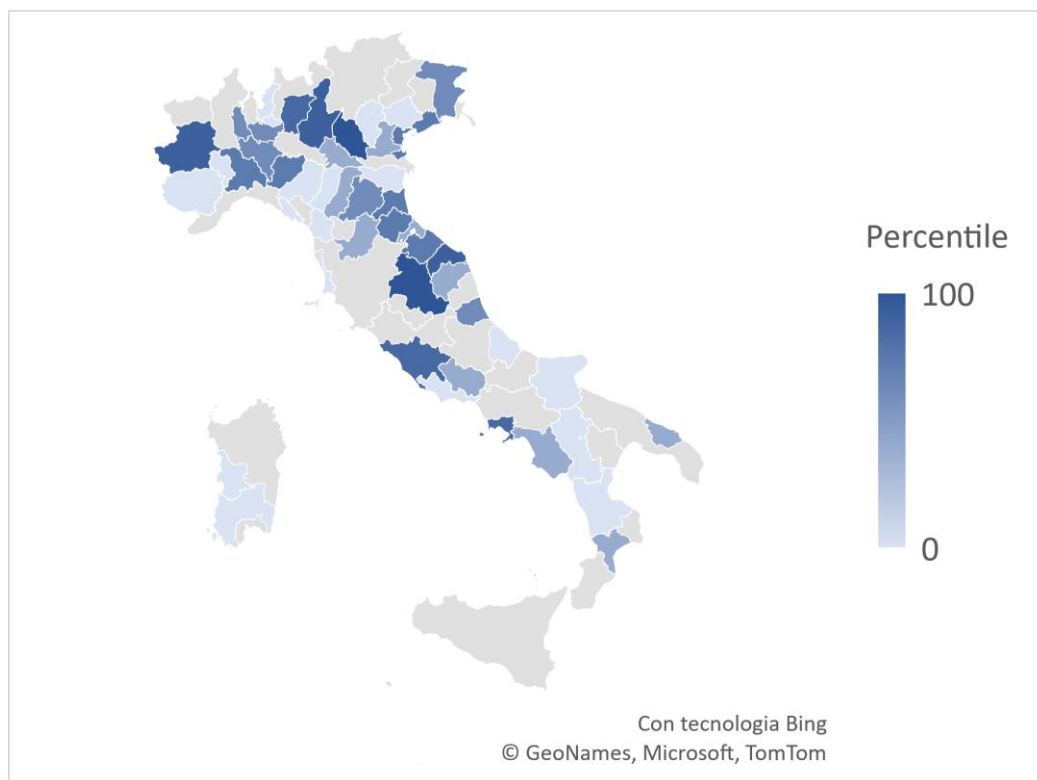 Percentile
100
0
Con tecnologia Bing
© GeoNames, Microsoft, TomTom